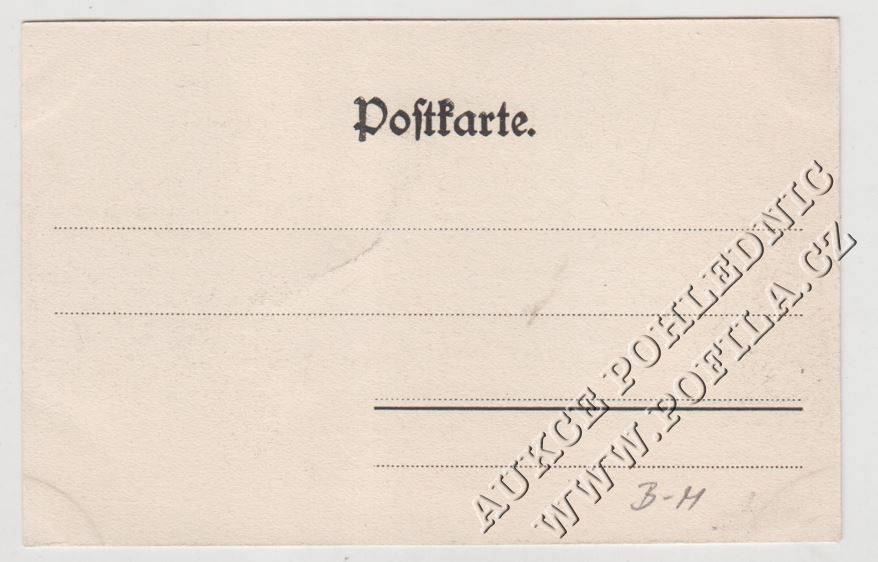 Postkarte.
AUKCE POHLEDNIC
WWW.POFILA.CZ
B-M